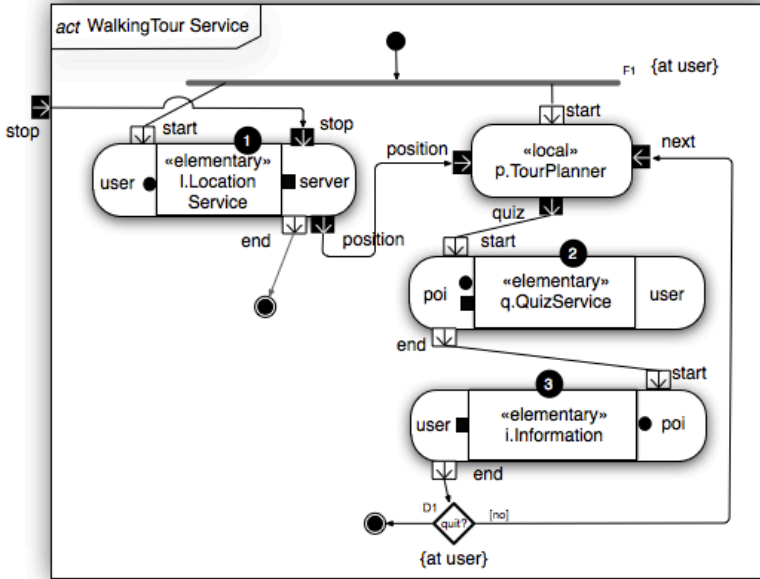 act WalkingTour Service
F1
{at user}
stop
start
1
stop
start
«elementary»
l.Location
Service
user
server
position
«local»
p.TourPlanner
next
end
position
quiz
start
2
poi
«elementary»
q.QuizService
user
end
start
3
user
«elementary»
i.Information
poi
end
D1
quit?
[no]
{at user}